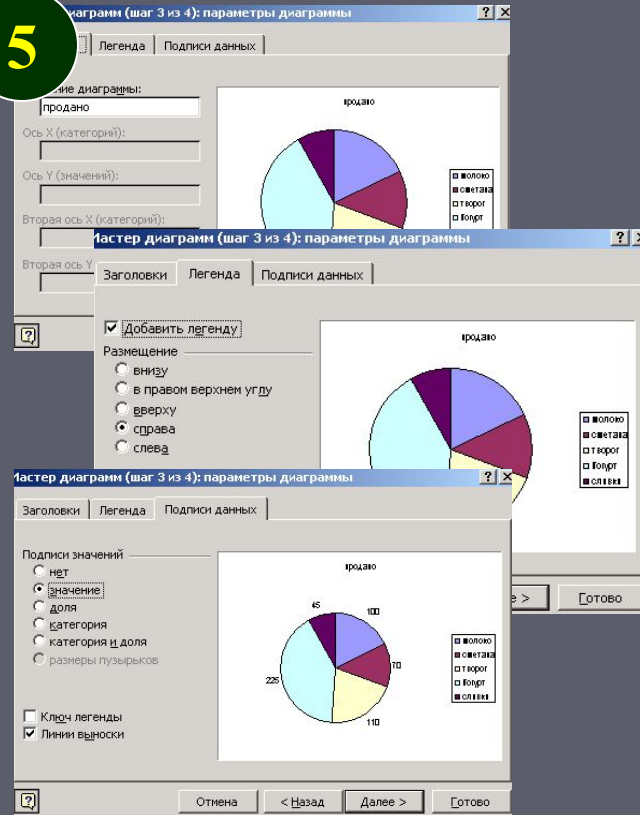 5
иаграмм (шаг 3 из 4): параметры диаграммы
Легенда
Подписи данных
ние диаграммы:
продано
Ось X (категорий):
Ось Y (значений):
Вторая ось X (категорий):
Вторая ось Y
продано
молоко
сметана
творог
йогурт
Мастер диаграмм (шаг 3 из 4): параметры диаграммы
Заголовки
Легенда
Подписи данных
Добавить легенду
Размещение
внизу
в правом верхнем углу
вверху
справа
слева
продано
молоко
сметана
творог
йогурт
сливки
е >
Готово
Мастер диаграмм (шаг 3 из 4): параметры диаграммы
Заголовки
Легенда
Подписи данных
Подписи значений
нет
значение
доля
категория
категория и доля
размеры пузырьков
Ключ легенды
Линии выноски
продано
45
100
70
225
110
молоко
сметана
творог
йогурт
сливки
Отмена
< Назад
Далее >
Готово